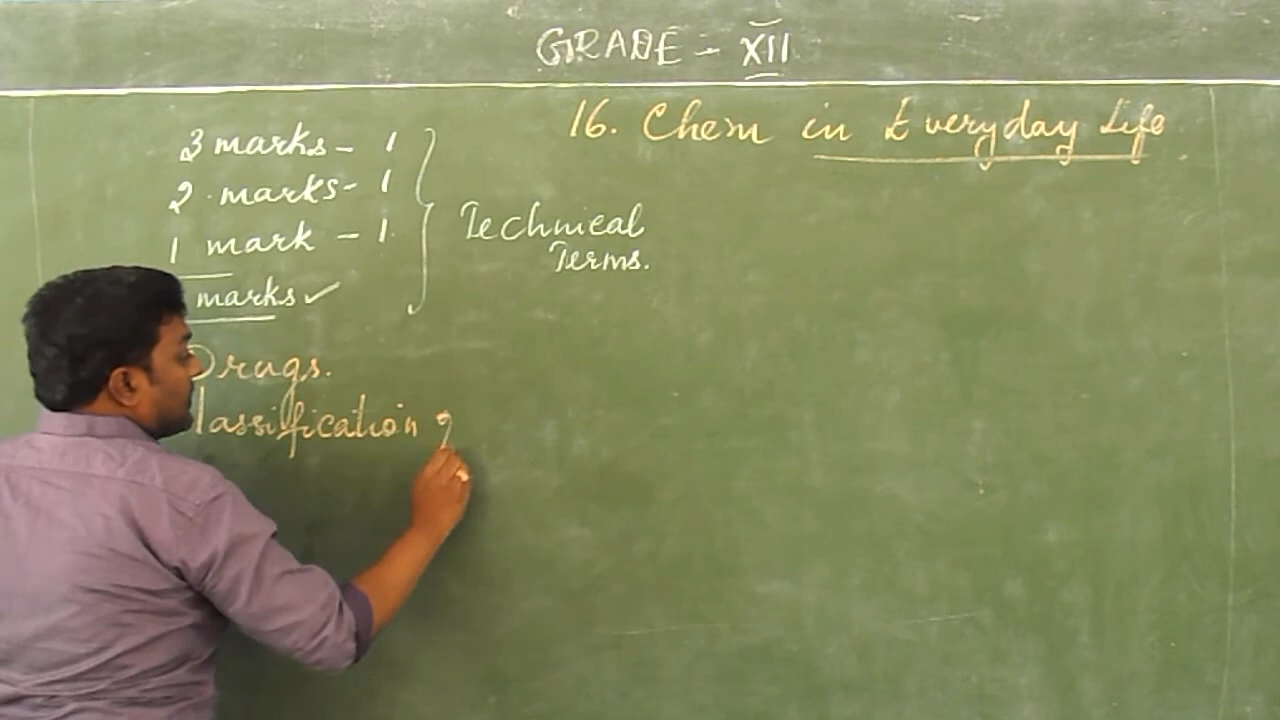 GRADE - XII
16. Chem in Everyday Life
3 marks - 1
2 marks - 1
1 mark - 1
marks ✓
Technical
Terms.
Drugs.
lassification